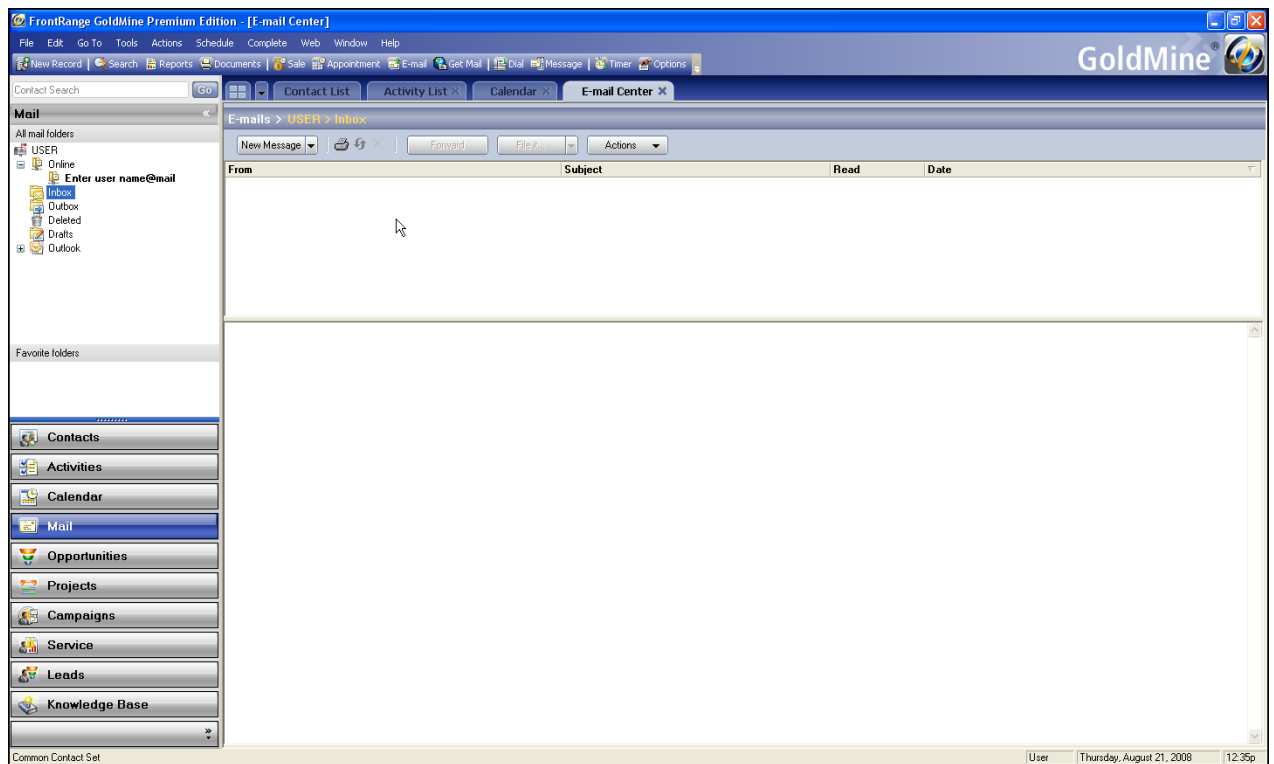 FrontRange GoldMine Premium Edition - [E-mail Center]
File Edit Go To Tools Actions Schedule Complete Web Window Help
New Record Search Reports Documents Sale Appointment E-mail Get Mail Dial Message Timer Options
GoldMine®
Contact Search Go Contact List Activity List Calendar E-mail Center
Mail
E-mails > USER > Inbox
All mail folders
New Message Forward File it... Actions
USER
Online
From Subject Read Date
Enter user name@mail
Inbox
Outbox
Deleted
Drafts
Outlook
Favorite folders
Contacts
Activities
Calendar
Mail
Opportunities
Projects
Campaigns
Service
Leads
Knowledge Base
Common Contact Set User Thursday, August 21, 2008 12:35p